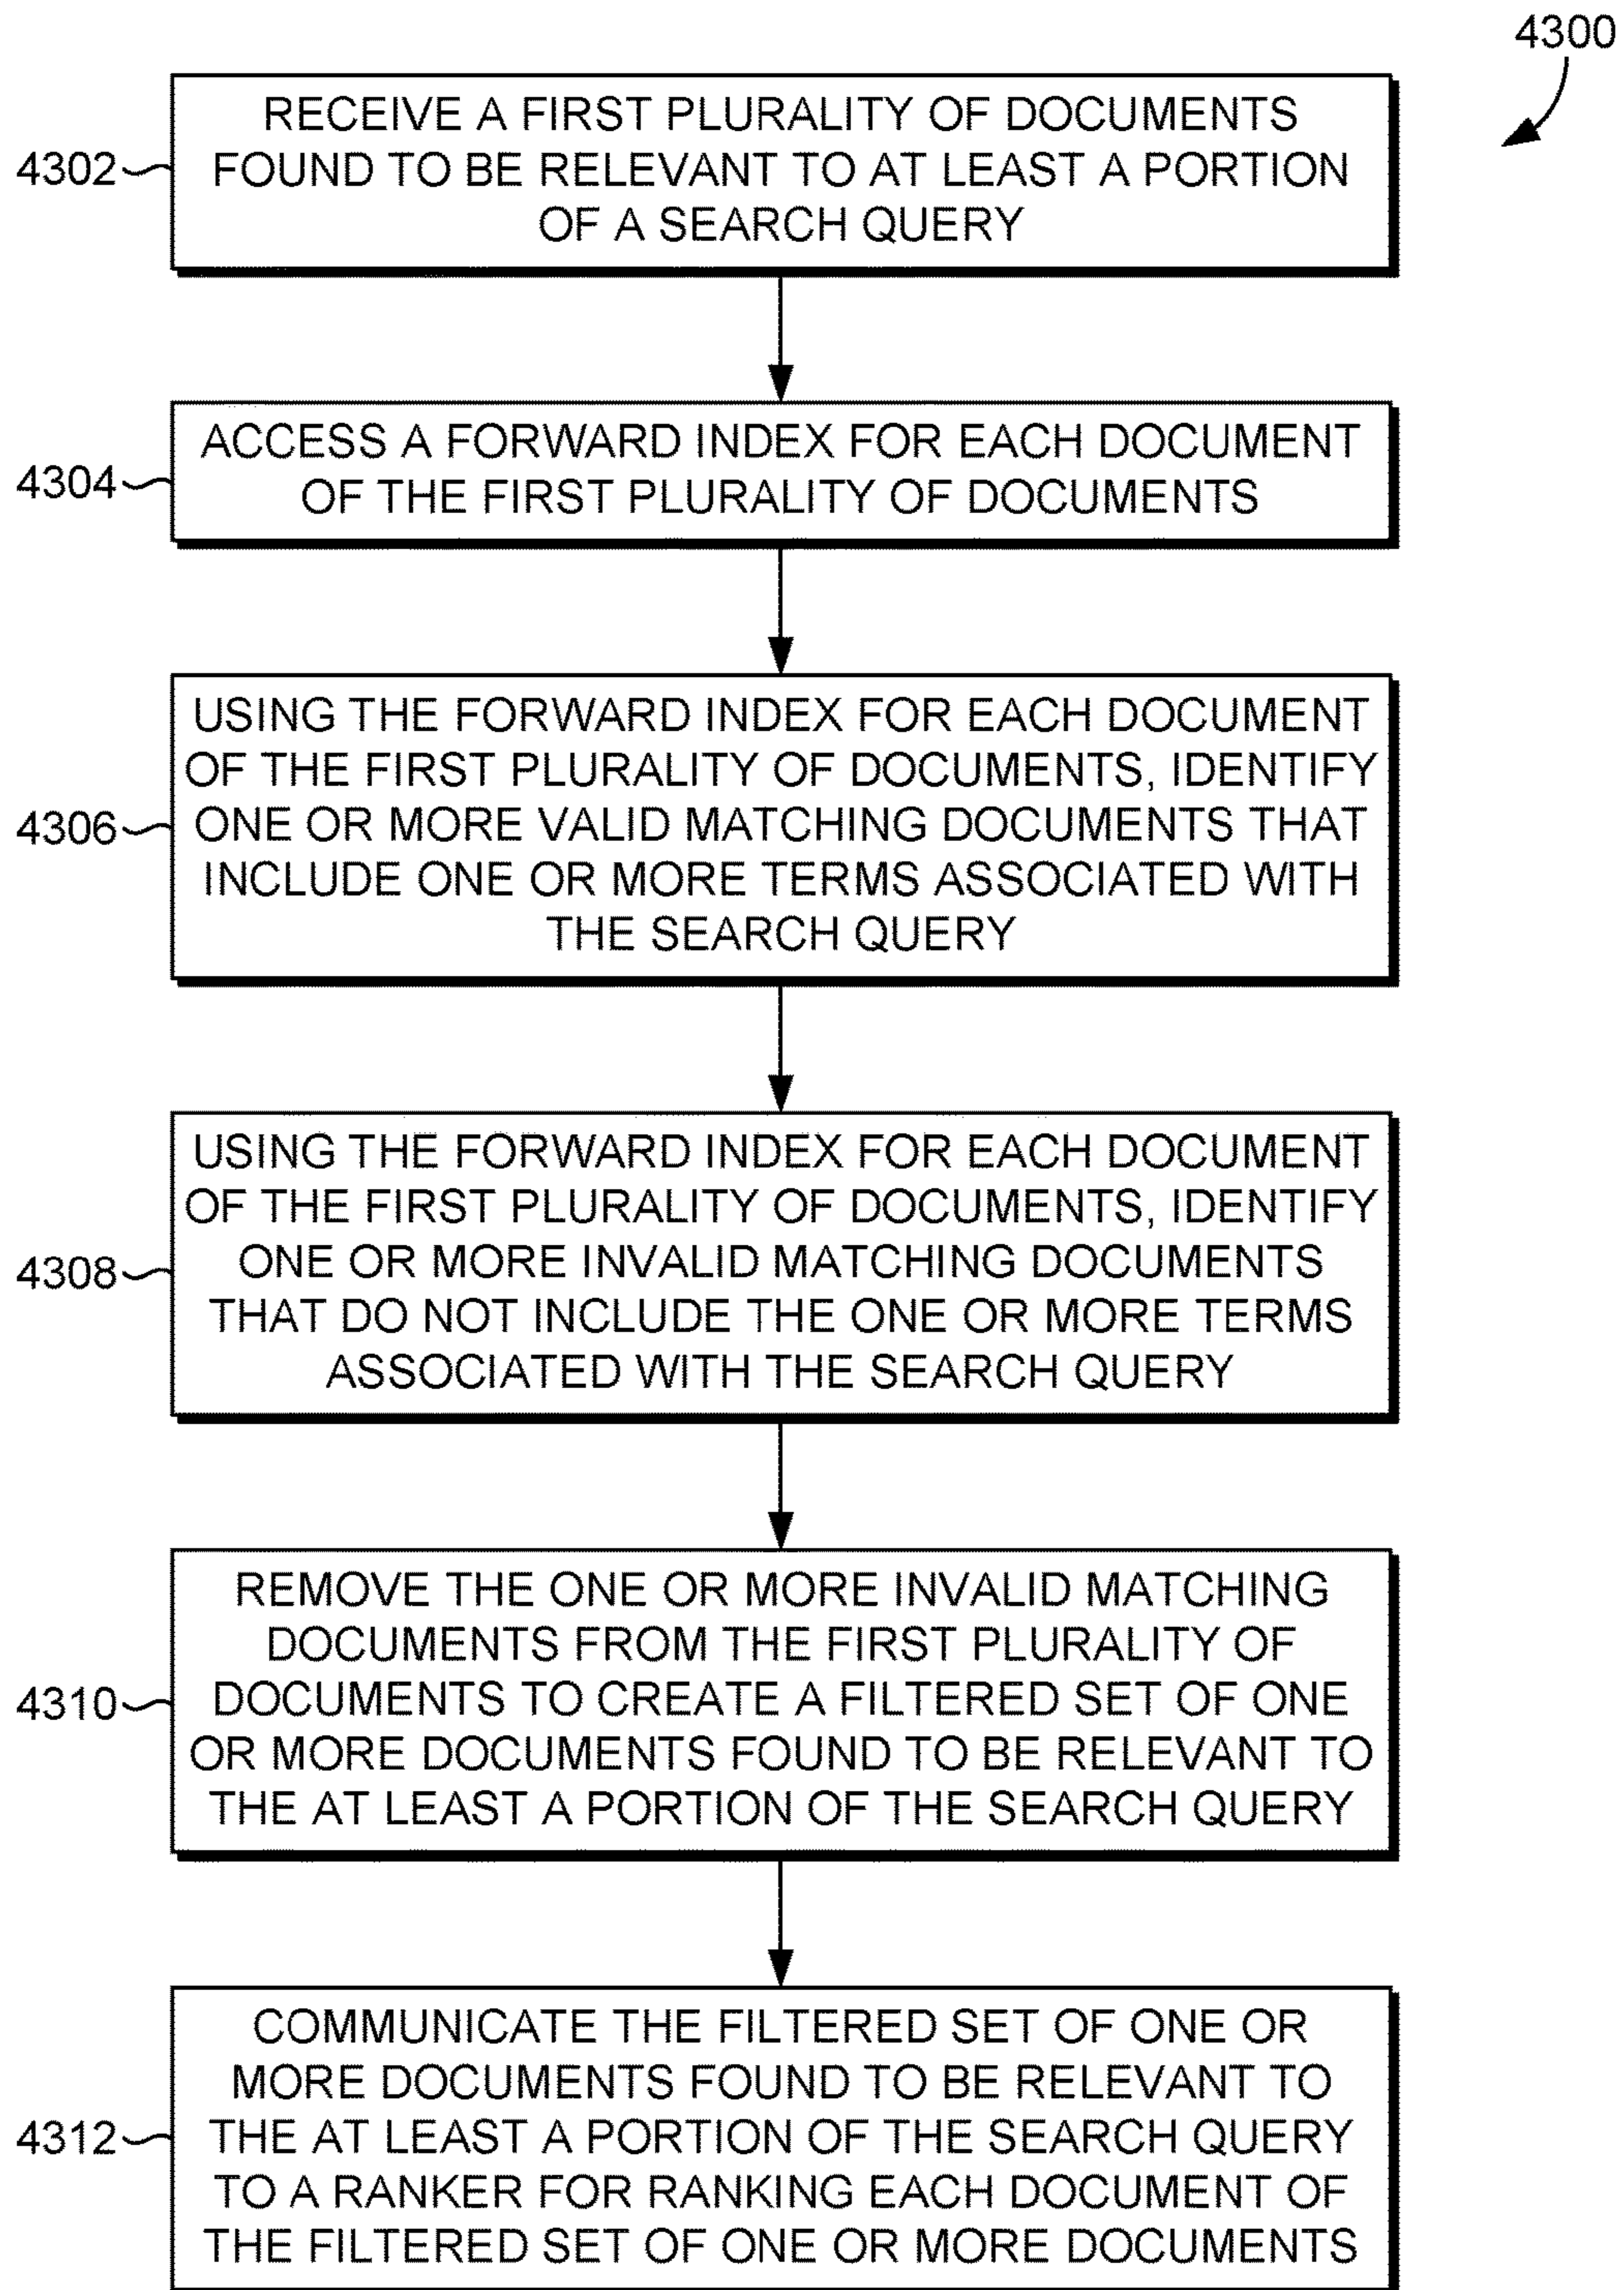 4300
RECEIVE A FIRST PLURALITY OF DOCUMENTS
FOUND TO BE RELEVANT TO AT LEAST A PORTION
OF A SEARCH QUERY
4302
ACCESS A FORWARD INDEX FOR EACH DOCUMENT
OF THE FIRST PLURALITY OF DOCUMENTS
4304
USING THE FORWARD INDEX FOR EACH DOCUMENT
OF THE FIRST PLURALITY OF DOCUMENTS, IDENTIFY
ONE OR MORE VALID MATCHING DOCUMENTS THAT
INCLUDE ONE OR MORE TERMS ASSOCIATED WITH
THE SEARCH QUERY
4306
USING THE FORWARD INDEX FOR EACH DOCUMENT
OF THE FIRST PLURALITY OF DOCUMENTS, IDENTIFY
ONE OR MORE INVALID MATCHING DOCUMENTS
THAT DO NOT INCLUDE THE ONE OR MORE TERMS
ASSOCIATED WITH THE SEARCH QUERY
4308
REMOVE THE ONE OR MORE INVALID MATCHING
DOCUMENTS FROM THE FIRST PLURALITY OF
DOCUMENTS TO CREATE A FILTERED SET OF ONE
OR MORE DOCUMENTS FOUND TO BE RELEVANT TO
THE AT LEAST A PORTION OF THE SEARCH QUERY
4310
COMMUNICATE THE FILTERED SET OF ONE OR
MORE DOCUMENTS FOUND TO BE RELEVANT TO
THE AT LEAST A PORTION OF THE SEARCH QUERY
TO A RANKER FOR RANKING EACH DOCUMENT OF
THE FILTERED SET OF ONE OR MORE DOCUMENTS
4312